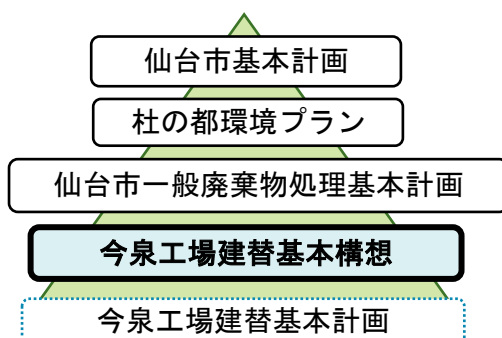 仙台市基本計画
杜の都環境プラン
仙台市一般廃棄物処理基本計画
今泉工場建替基本構想
今泉工場建替基本計画